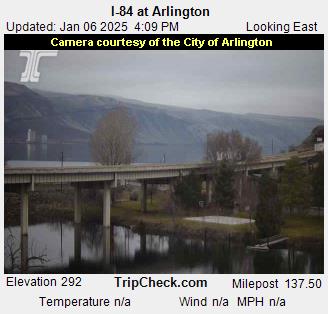 I-84 at Arlington
Updated: Jan 06 2025 4:09 PM Looking East
Camera courtesy of the City of Arlington
Elevation 292 TripCheck.com Milepost 137.50
Temperature n/a Wind n/a MPH n/a